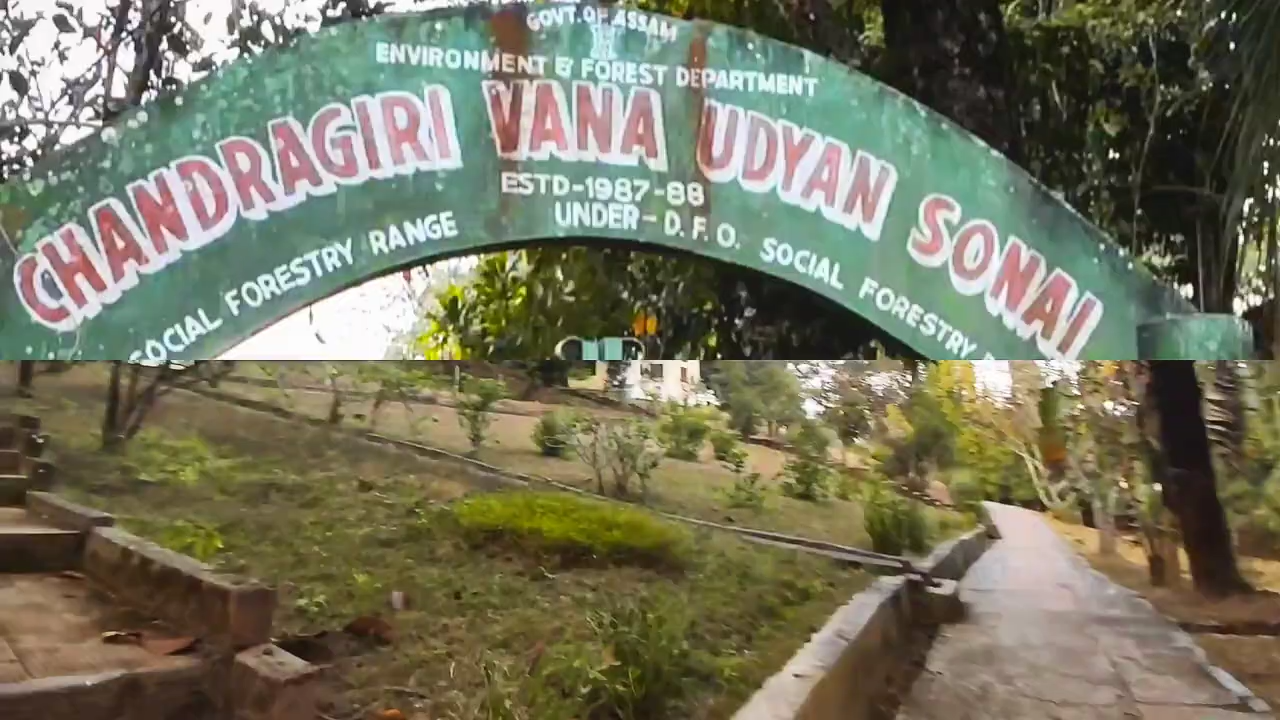 GOVT. OF ASSAM
ENVIRONMENT & FOREST DEPARTMENT
CHANDRAGIRI VANA UDYAN SONAI
ESTD-1987-88
UNDER-D.F.O.
SOCIAL FORESTRY RANGE
SOCIAL FORESTRY